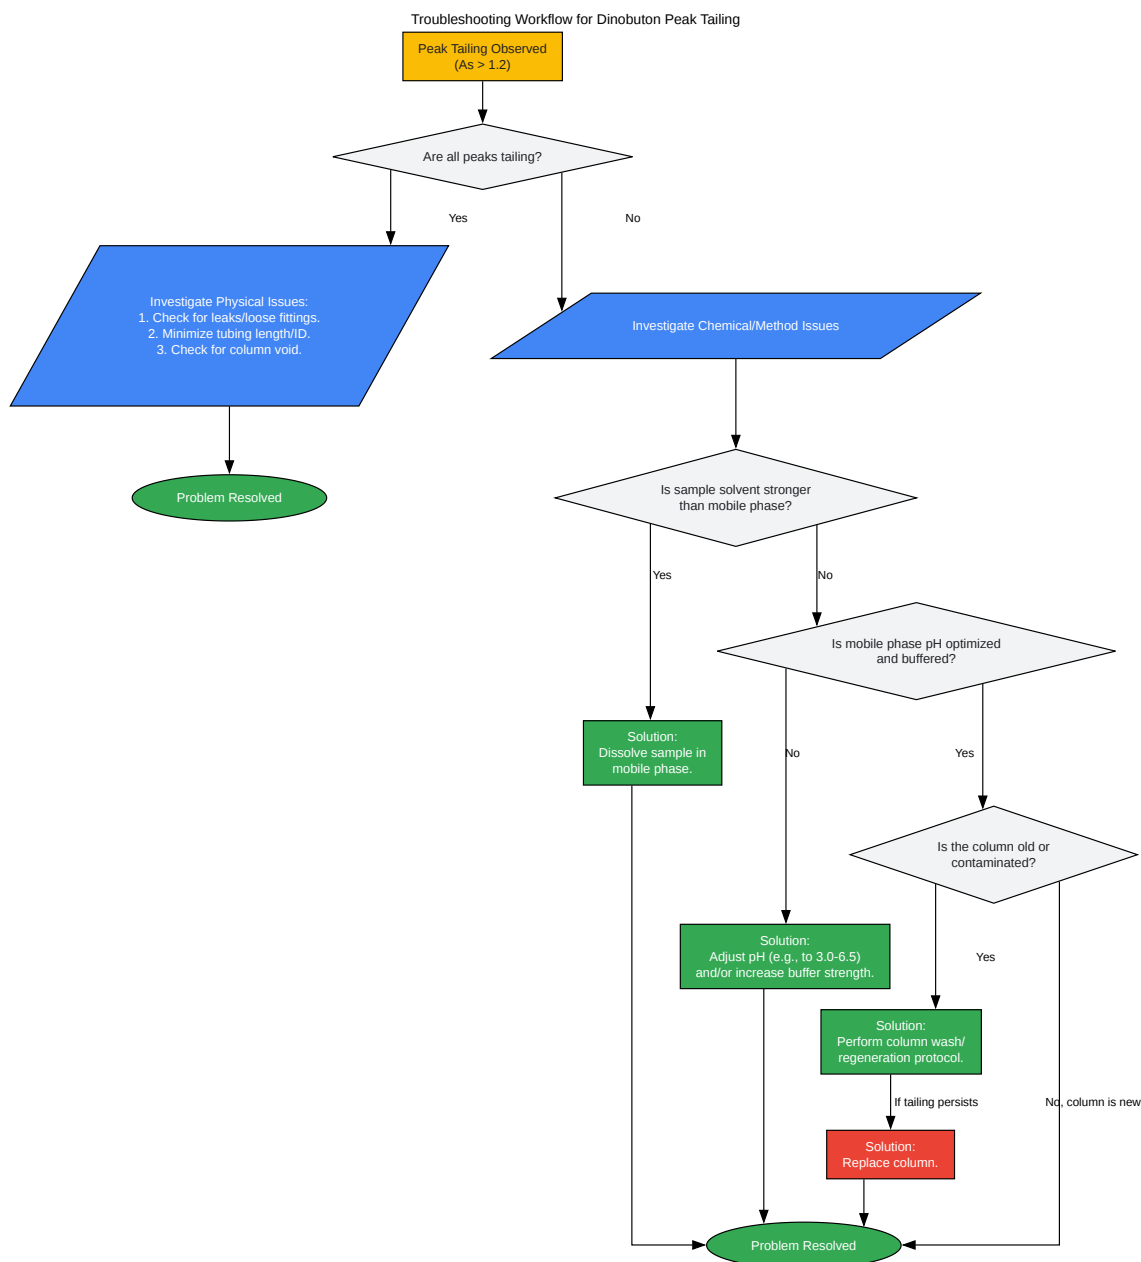 Troubleshooting Workflow for Dinobuton Peak Tailing
Peak Tailing Observed
(As > 1.2)
Are all peaks tailing?
Yes
No
Investigate Physical Issues:
1. Check for leaks/loose fittings.
2. Minimize tubing length/ID.
3. Check for column void.
Investigate Chemical/Method Issues
Problem Resolved
Is sample solvent stronger
than mobile phase?
Yes
No
Is mobile phase pH optimized
and buffered?
Solution:
Dissolve sample in
mobile phase.
No
Yes
Is the column old or
contaminated?
Solution:
Adjust pH (e.g., to 3.0-6.5)
and/or increase buffer strength.
Yes
Solution:
Perform column wash/
regeneration protocol.
If tailing persists
No, column is new
Solution:
Replace column.
Problem Resolved